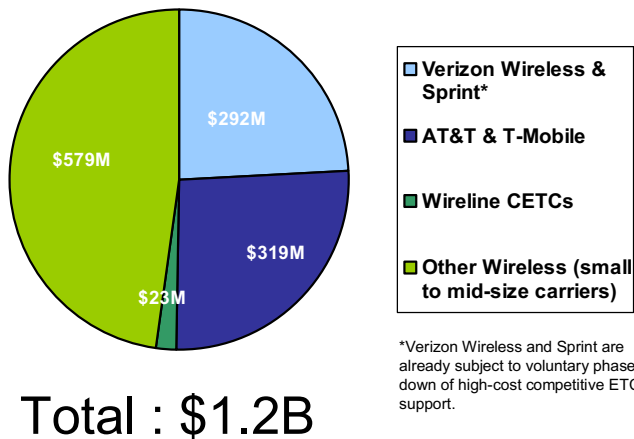 $292M
$579M
$319M
$23M
Verizon Wireless &
Sprint*
AT&T & T-Mobile
Wireline CETCs
Other Wireless (small
to mid-size carriers)
*Verizon Wireless and Sprint are
already subject to voluntary phase
down of high-cost competitive ETC
support.
Total : $1.2B